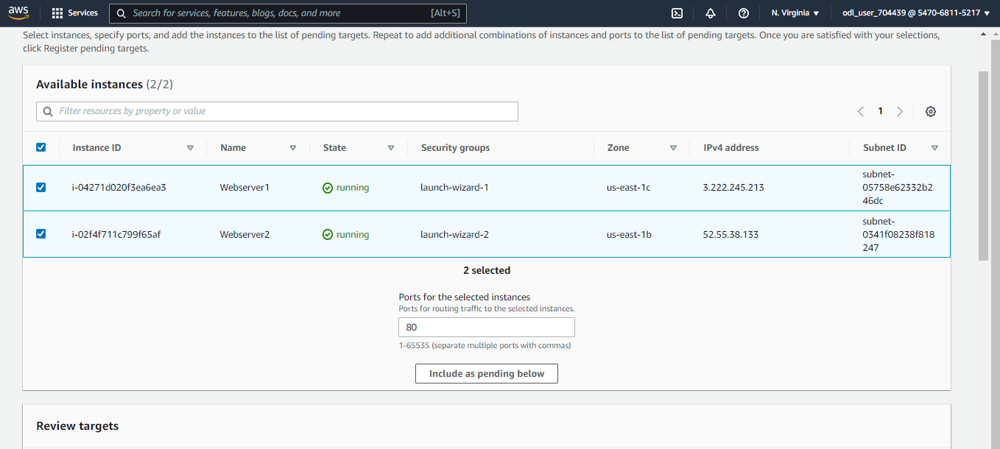 aws
Services
Search for services, features, blogs, docs, and more [Alt+S]
N. Virginia
odl_user_704439 @ 5470-6811-5217
Select instances, specify ports, and add the instances to the list of pending targets. Repeat to add additional combinations of instances and ports to the list of pending targets. Once you are satisfied with your selections,
click Register pending targets.
Available instances (2/2)
Filter resources by property or value
1
Instance ID Name State Security groups Zone IPv4 address Subnet ID
i-04271d020f3ea6ea3 Webserver1 running launch-wizard-1 us-east-1c 3.222.245.213 subnet-
05758e62332b2
46dc
i-02f4f711c799f65af Webserver2 running launch-wizard-2 us-east-1b 52.55.38.133 subnet-
0341f08238f818
247
2 selected
Ports for the selected instances
Ports for routing traffic to the selected instances.
80
1-65535 (separate multiple ports with commas)
Include as pending below
Review targets